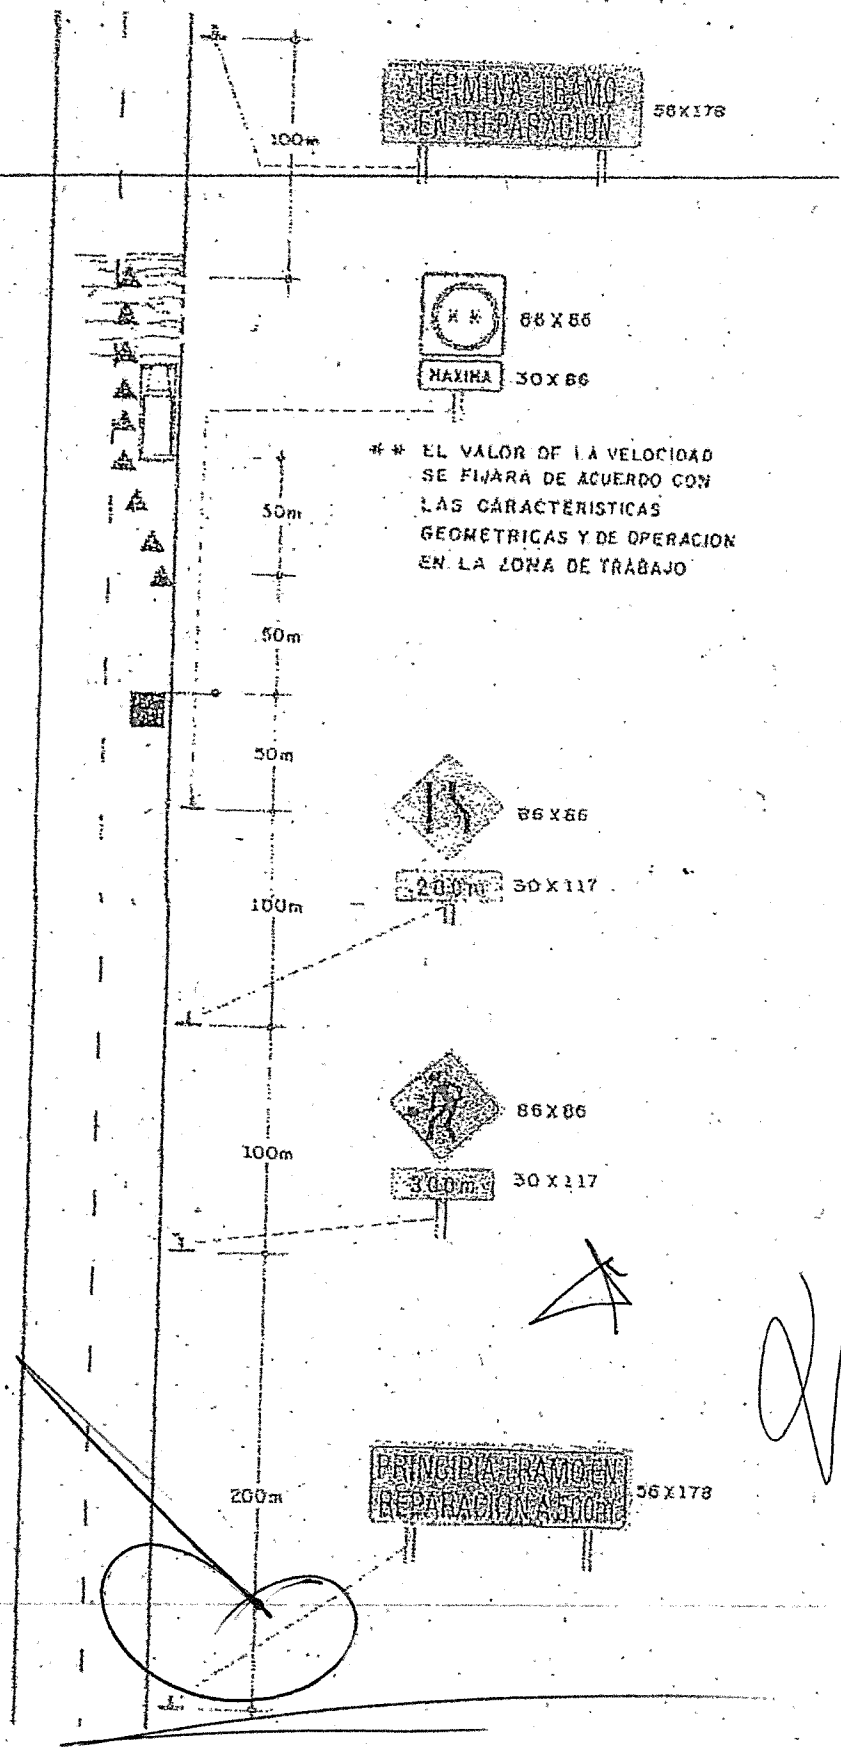 TERMINA TRAMO
EN REPARACION
56X178
100m
* *
86X86
MAXIMA
30X86
* * EL VALOR DE LA VELOCIDAD
SE FIJARÁ DE ACUERDO CON
LAS CARACTERISTICAS
GEOMETRICAS Y DE OPERACION
EN LA ZONA DE TRABAJO
50m
50m
50m
86X86
200m
30X117
100m
86X86
100m
300m
30X117
PRINCIPIA TRAMO EN
REPARACION A 500m
56X178
200m